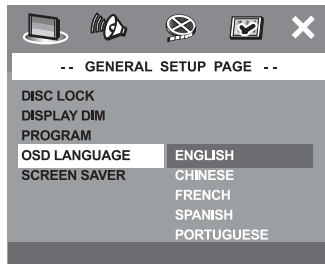 -- GENERAL SETUP PAGE --
DISC LOCK
DISPLAY DIM
PROGRAM
OSD LANGUAGE ENGLISH
SCREEN SAVER CHINESE
FRENCH
SPANISH
PORTUGUESE